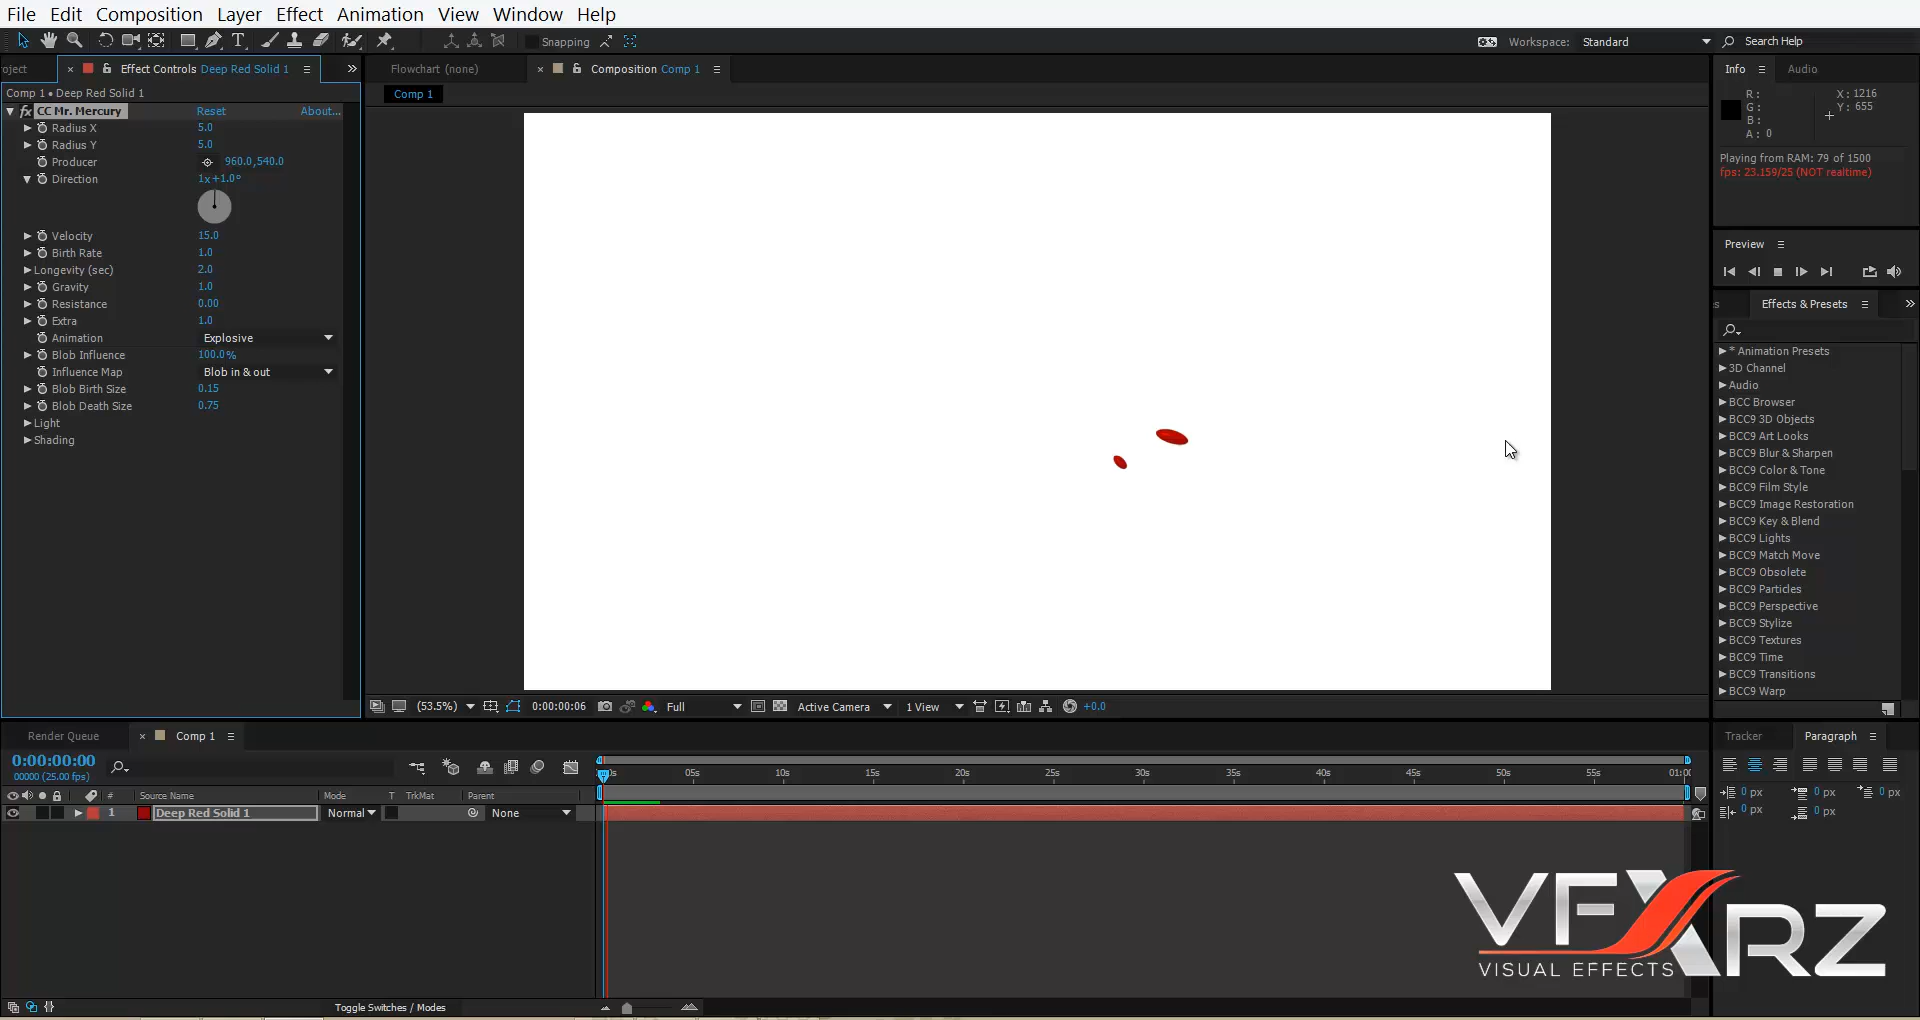 File Edit Composition Layer Effect Animation View Window Help
Snapping
Workspace: Standard
Search Help
oject
Effect Controls Deep Red Solid 1
Flowchart (none)
Composition Comp 1
Comp 1
Comp 1 • Deep Red Solid 1
fx CC Mr. Mercury Reset About...
Radius X 5.0
Radius Y 5.0
Producer 960.0,540.0
Direction 1x+1.0°
Velocity 15.0
Birth Rate 1.0
Longevity (sec) 2.0
Gravity 1.0
Resistance 0.00
Extra 1.0
Animation Explosive
Blob Influence 100.0%
Influence Map Blob in & out
Blob Birth Size 0.15
Blob Death Size 0.75
Light
Shading
(53.5%) 0:00:00:06 Full Active Camera 1 View +0.0
Info Audio
R: X: 1216
G: Y: 655
B:
A: 0
Playing from RAM: 79 of 1500
fps: 23.159/25 (NOT realtime)
Preview
s Effects & Presets
* Animation Presets
3D Channel
Audio
BCC Browser
BCC9 3D Objects
BCC9 Art Looks
BCC9 Blur & Sharpen
BCC9 Color & Tone
BCC9 Film Style
BCC9 Image Restoration
BCC9 Key & Blend
BCC9 Lights
BCC9 Match Move
BCC9 Obsolete
BCC9 Particles
BCC9 Perspective
BCC9 Stylize
BCC9 Textures
BCC9 Time
BCC9 Transitions
BCC9 Warp
Render Queue Comp 1
0:00:00:00
00000 (25.00 fps)
# Source Name Mode T TrkMat Parent
1 Deep Red Solid 1 Normal None
0s 05s 10s 15s 20s 25s 30s 35s 40s 45s 50s 55s 01:00
Toggle Switches / Modes
Tracker Paragraph
0 px 0 px 0 px
0 px 0 px
VFXARZ
VISUAL EFFECTS